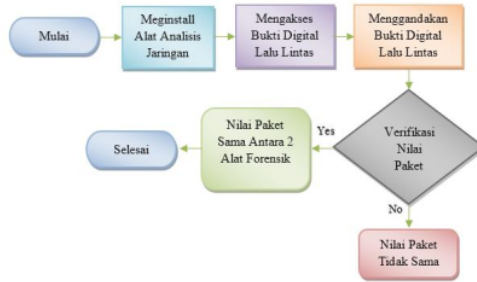 Mulai
Meginstall
Alat Analisis
Jaringan
Mengakses
Bukti Digital
Lalu Lintas
Menggandakan
Bukti Digital
Lalu Lintas
Verifikasi
Nilai
Paket
Yes
Nilai Paket
Sama Antara 2
Alat Forensik
Selesai
No
Nilai Paket
Tidak Sama